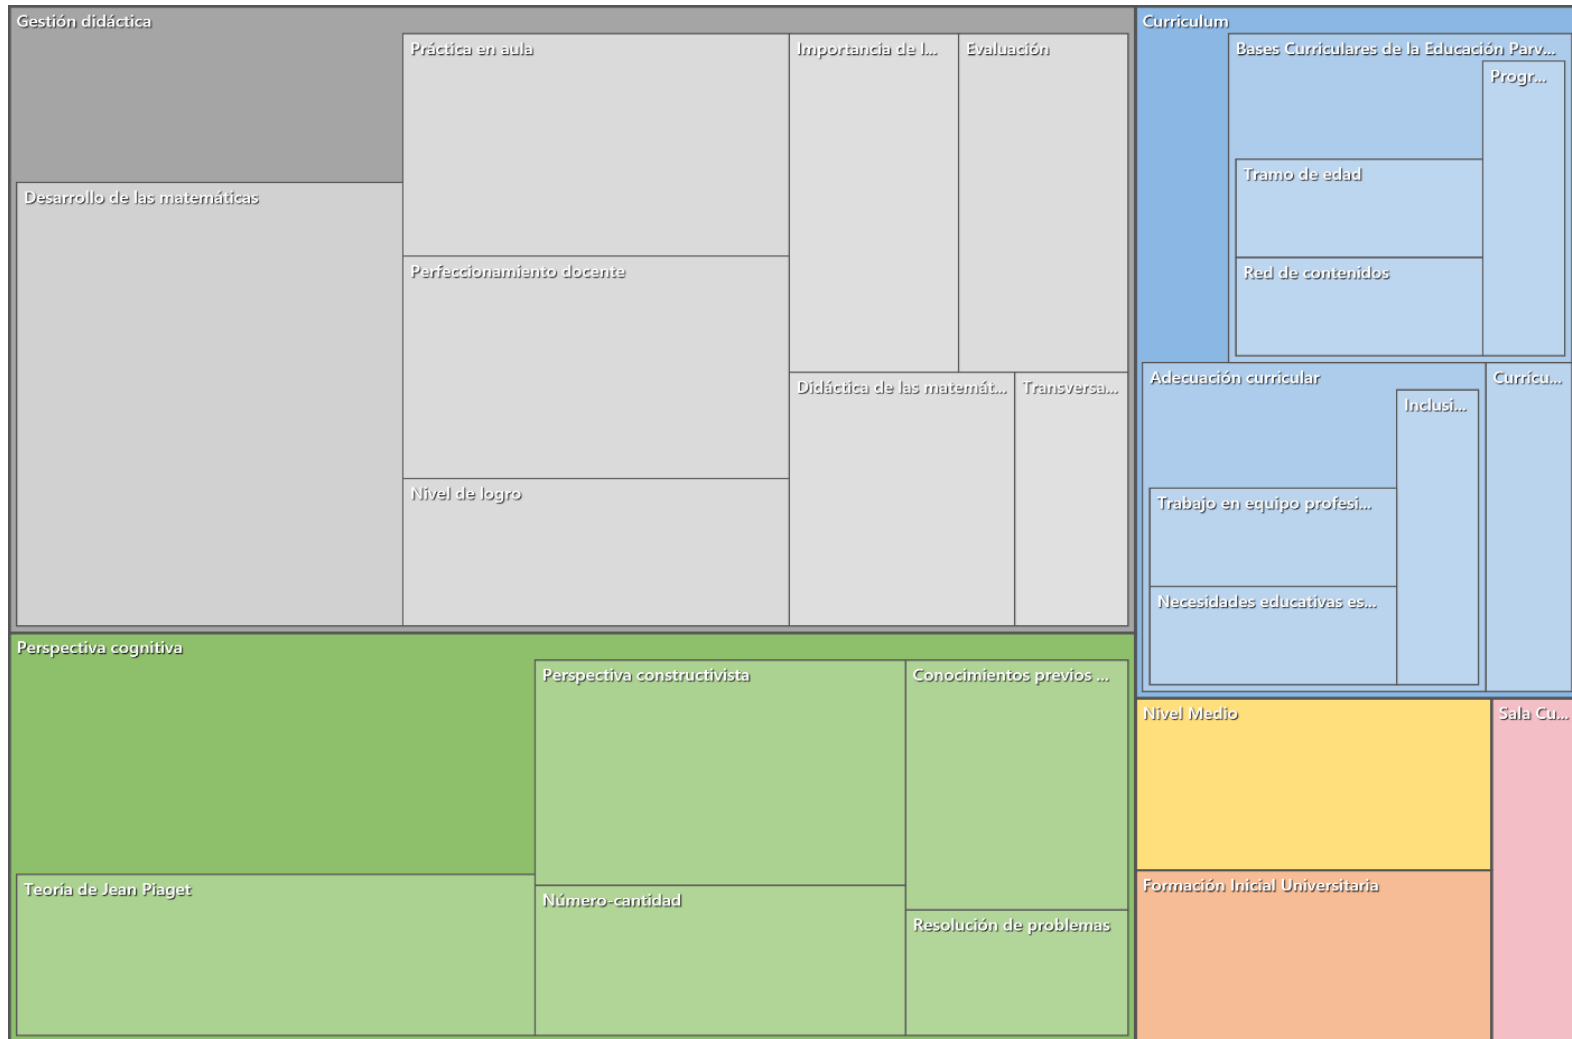 Gestión didáctica
Práctica en aula
Importancia de l...
Evaluación
Desarrollo de las matemáticas
Perfeccionamiento docente
Didáctica de las matemát...
Transversa...
Nivel de logro
Perspectiva cognitiva
Perspectiva constructivista
Conocimientos previos ...
Teoría de Jean Piaget
Número-cantidad
Resolución de problemas
Curriculum
Bases Curriculares de la Educación Parv...
Progr...
Tramo de edad
Red de contenidos
Adecuación curricular
Currícu...
Inclusi...
Trabajo en equipo profesi...
Necesidades educativas es...
Nivel Medio
Sala Cu...
Formación Inicial Universitaria